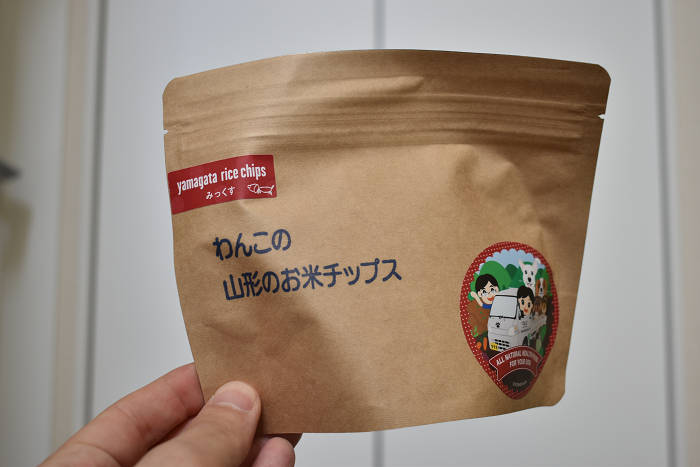 yamagata rice chips
みっくす
わんこの
山形のお米チップス
ALL NATURAL
FOR YOUR DOG